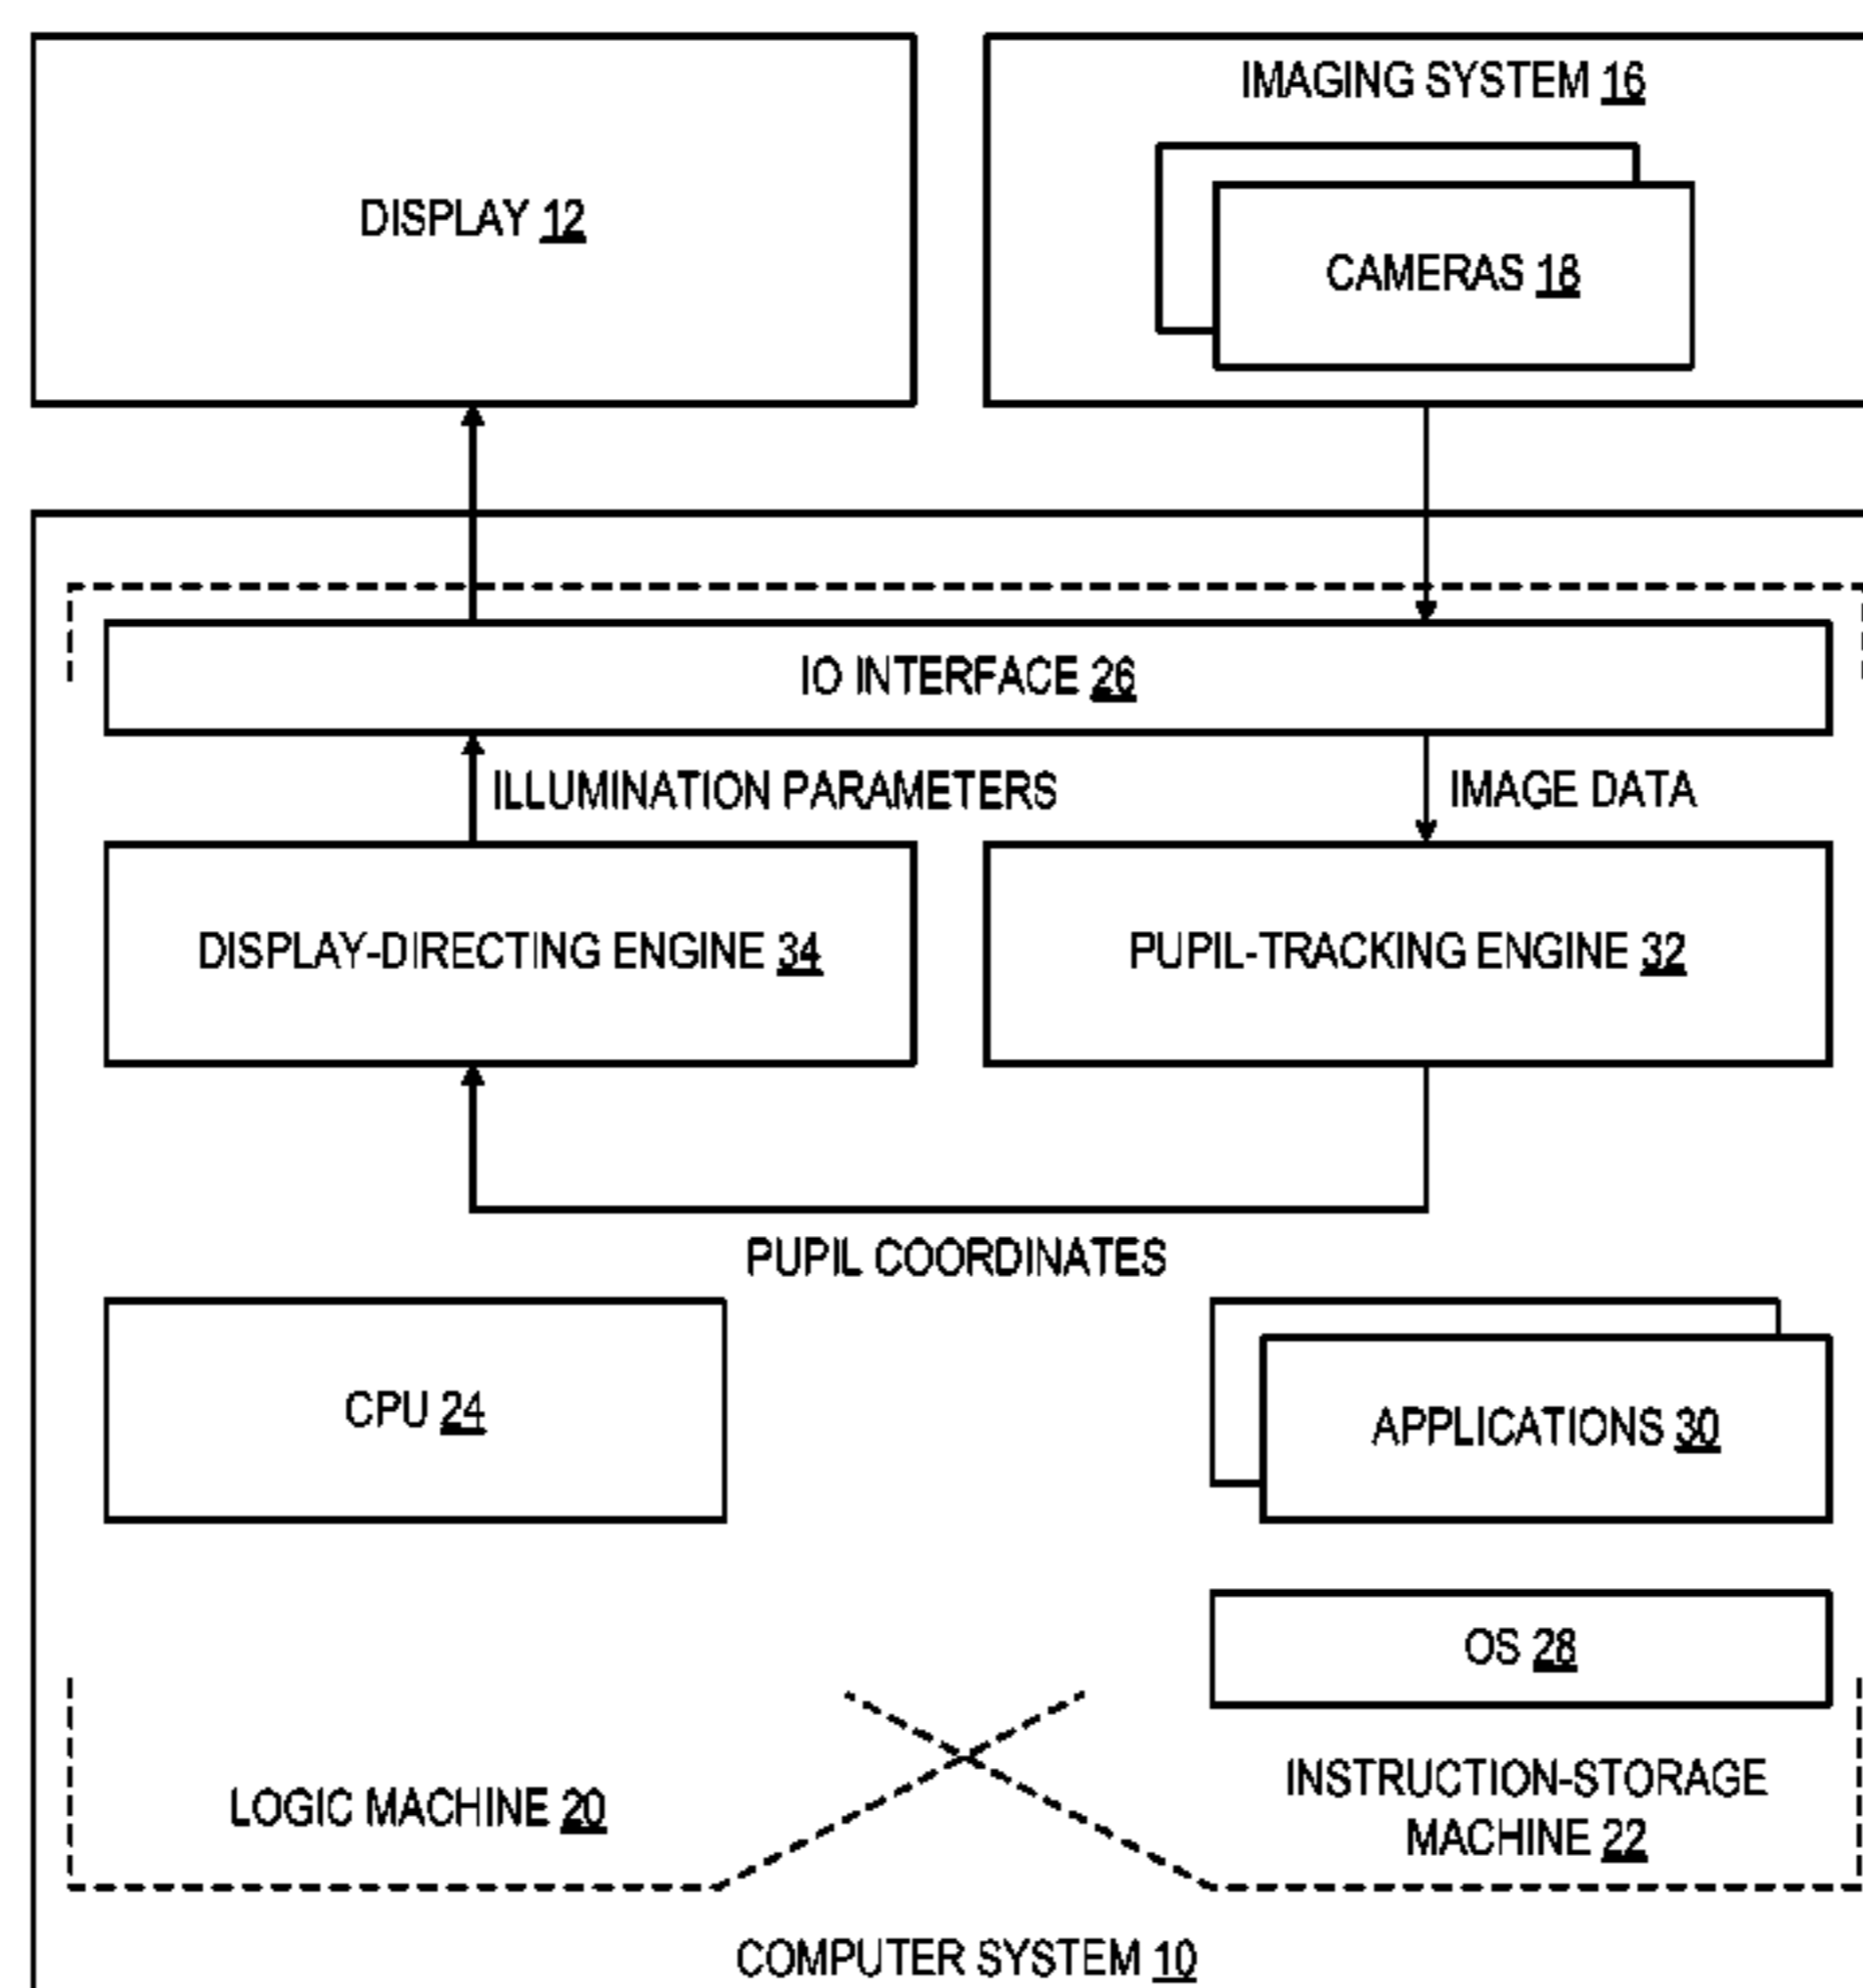 IMAGING SYSTEM 16
DISPLAY 12
CAMERAS 18
IO INTERFACE 26
ILLUMINATION PARAMETERS
IMAGE DATA
DISPLAY-DIRECTING ENGINE 34
PUPIL-TRACKING ENGINE 32
PUPIL COORDINATES
CPU 24
APPLICATIONS 30
OS 28
LOGIC MACHINE 20
INSTRUCTION-STORAGE
MACHINE 22
COMPUTER SYSTEM 10